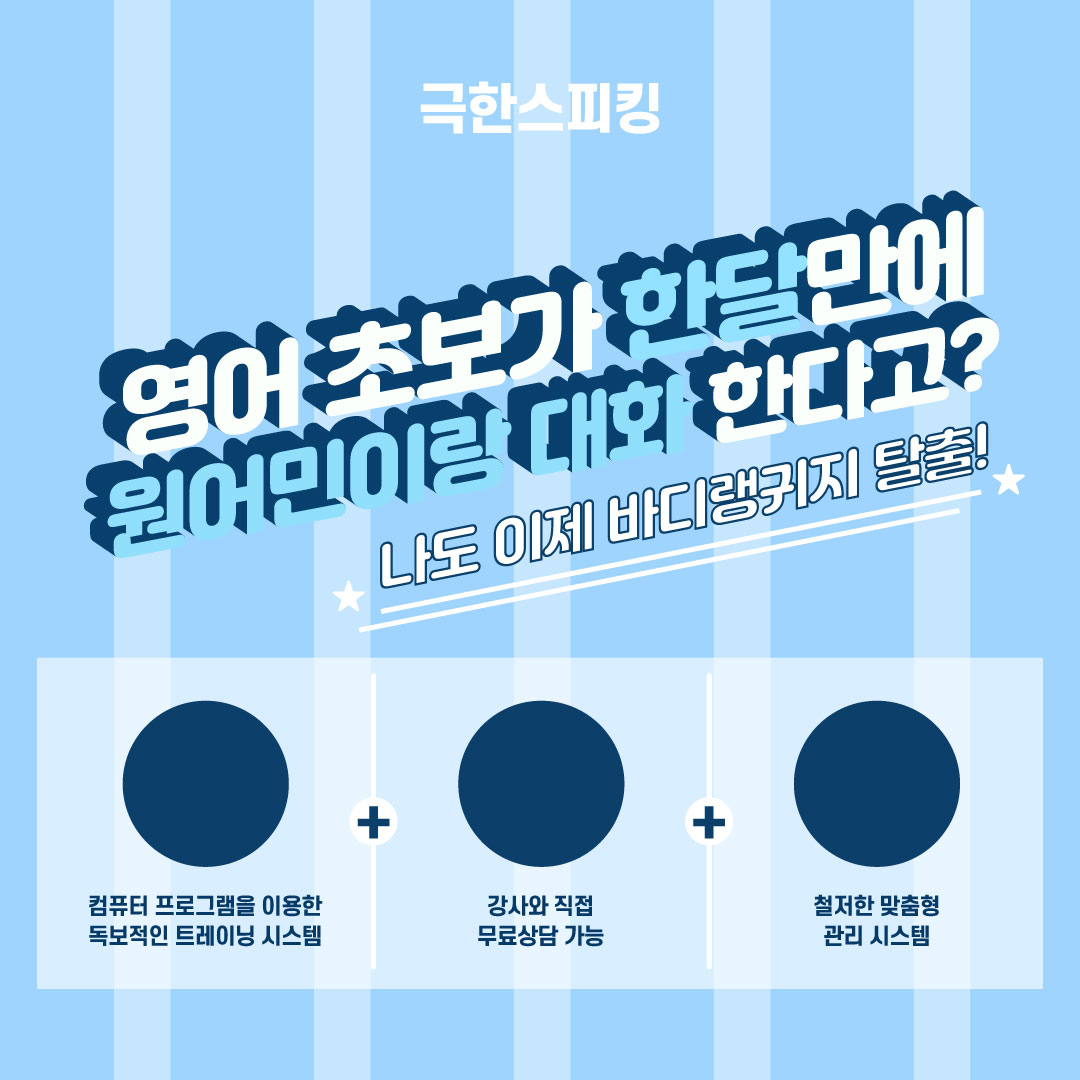 극한스피킹
영어 초보가 한달만에
원어민이랑 대화 한다고?
나도 이제 바디랭귀지 탈출!
컴퓨터 프로그램을 이용한
독보적인 트레이닝 시스템
강사와 직접
무료상담 가능
철저한 맞춤형
관리 시스템